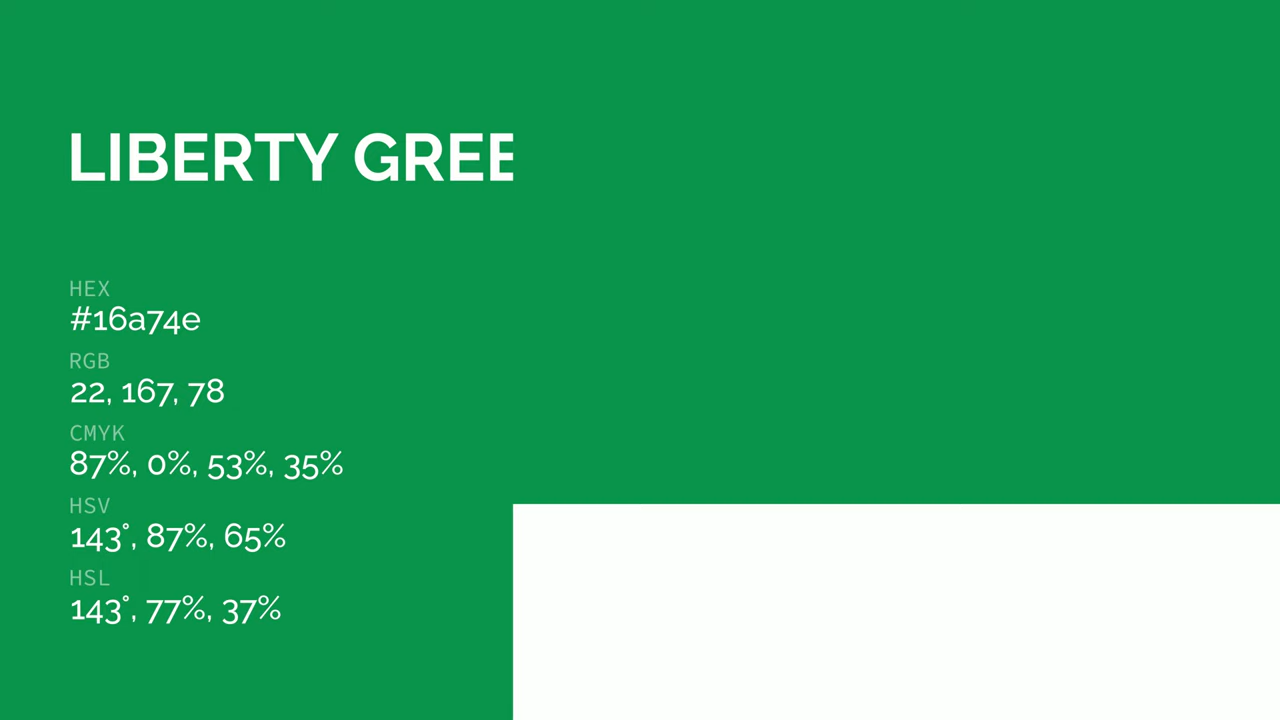 LIBERTY GREE
HEX
#16a74e
RGB
22, 167, 78
CMYK
87%, 0%, 53%, 35%
HSV
143°, 87%, 65%
HSL
143°, 77%, 37%